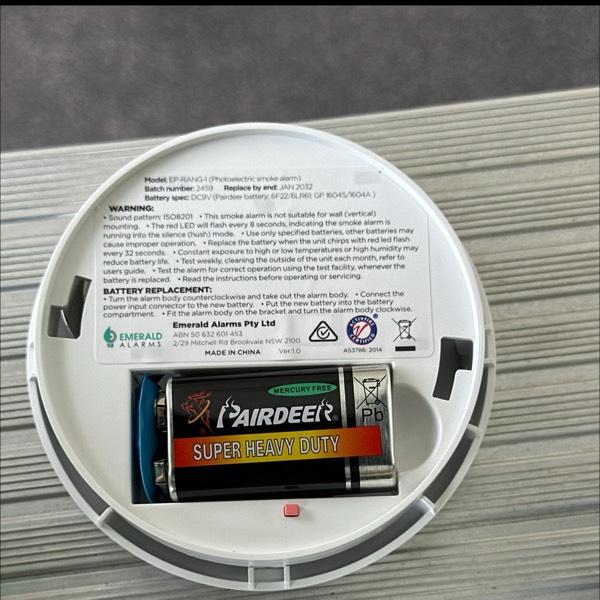 Model: EP-RANG-1 (Photoelectric smoke alarm)
Batch number: 2459 Replace by end: JAN 2032
Battery spec: DC9V (Pairdeer battery: 6F22/6LR61; GP 1604S/1604A )
WARNING:
• Sound pattern: ISO8201 • This smoke alarm is not suitable for wall (vertical)
mounting. • The red LED will flash every 8 seconds, indicating the smoke alarm is
running into the silence (hush) mode. • Use only specified batteries, other batteries may
cause improper operation. • Replace the battery when the unit chirps with red led flash
every 32 seconds. • Constant exposure to high or low temperatures or high humidity may
reduce battery life. • Test weekly, cleaning the outside of the unit each month, refer to
users guide. • Test the alarm for correct operation using the test facility, whenever the
battery is replaced. • Read the instructions before operating or servicing.
BATTERY REPLACEMENT:
• Turn the alarm body counterclockwise and take out the alarm body. • Connect the
power input connector to the new battery. • Put the new battery into the battery
compartment. • Fit the alarm body on the bracket and turn the alarm body clockwise.
EMERALD
ALARMS
Emerald Alarms Pty Ltd
ABN 50 632 601 453
2/29 Mitchell Rd Brookvale NSW 2100
MADE IN CHINA Ver:1.0
AS3786: 2014
MERCURY FREE
PAIRDEER®
SUPER HEAVY DUTY
Pb